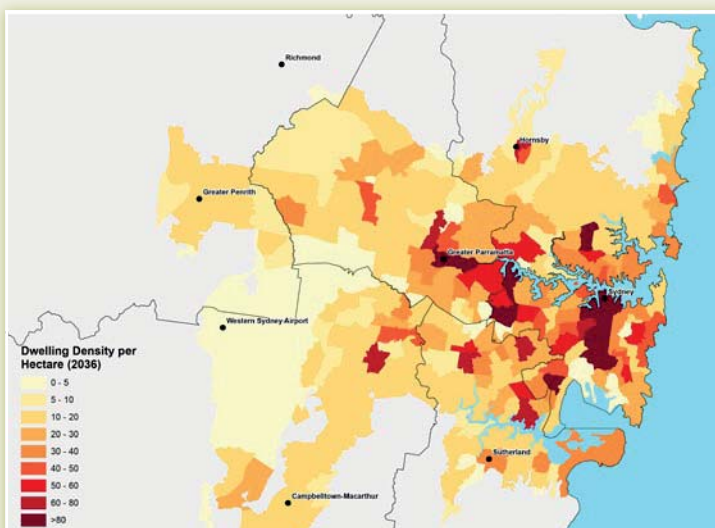 Richmond
Hornsby
Greater Penrith
Greater Parramatta
Sydney
Western Sydney Airport
Dwelling Density per
Hectare (2036)
0 - 5
5 - 10
10 - 20
20 - 30
30 - 40
40 - 50
50 - 60
60 - 80
>80
Sutherland
Campbelltown-Macarthur